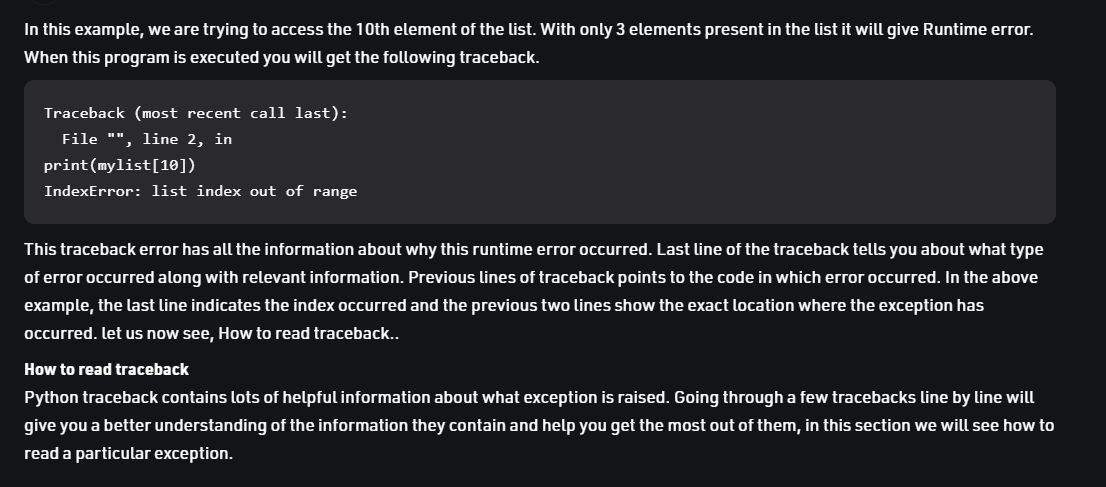 In this example, we are trying to access the 10th element of the list. With only 3 elements present in the list it will give Runtime error.
When this program is executed you will get the following traceback.
Traceback (most recent call last):
  File "", line 2, in
print(mylist[10])
IndexError: list index out of range
This traceback error has all the information about why this runtime error occurred. Last line of the traceback tells you about what type
of error occurred along with relevant information. Previous lines of traceback points to the code in which error occurred. In the above
example, the last line indicates the index occurred and the previous two lines show the exact location where the exception has
occurred. let us now see, How to read traceback..
How to read traceback
Python traceback contains lots of helpful information about what exception is raised. Going through a few tracebacks line by line will
give you a better understanding of the information they contain and help you get the most out of them, in this section we will see how to
read a particular exception.